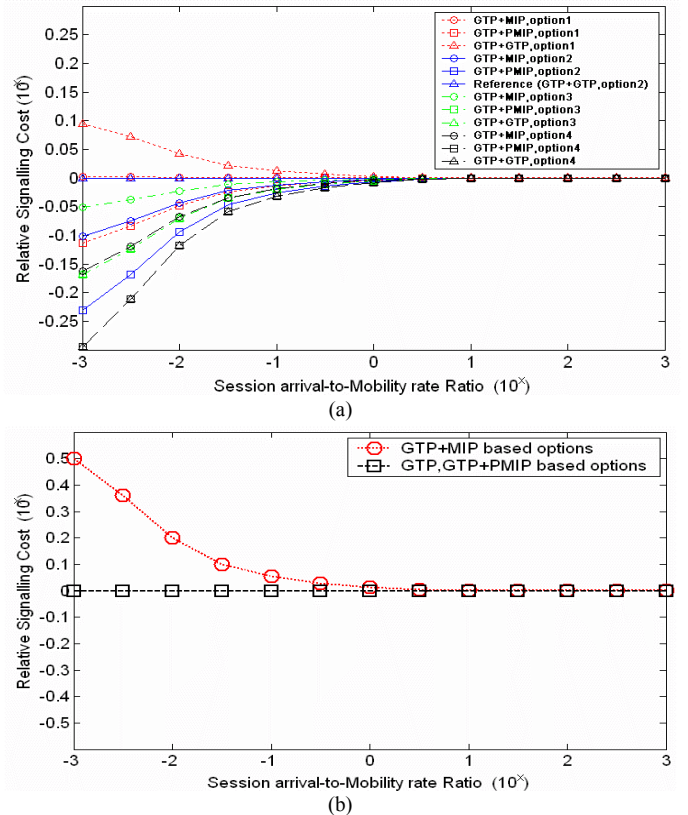 0.25
0.2
0.15
0.1
0.05
0
-0.05
-0.1
-0.15
-0.2
-0.25
Relative Signalling Cost (10^x)
GTP+MIP,option1
GTP+PMIP,option1
GTP+GTP,option1
GTP+MIP,option2
GTP+PMIP,option2
Reference (GTP+GTP,option2)
GTP+MIP,option3
GTP+PMIP,option3
GTP+GTP,option3
GTP+MIP,option4
GTP+PMIP,option4
GTP+GTP,option4
-3 -2 -1 0 1 2 3
Session arrival-to-Mobility rate Ratio (10^x)
(a)
0.5
0.4
0.3
0.2
0.1
0
-0.1
-0.2
-0.3
-0.4
-0.5
Relative Signalling Cost (10^x)
GTP+MIP based options
GTP,GTP+PMIP based options
-3 -2 -1 0 1 2 3
Session arrival-to-Mobility rate Ratio (10^x)
(b)